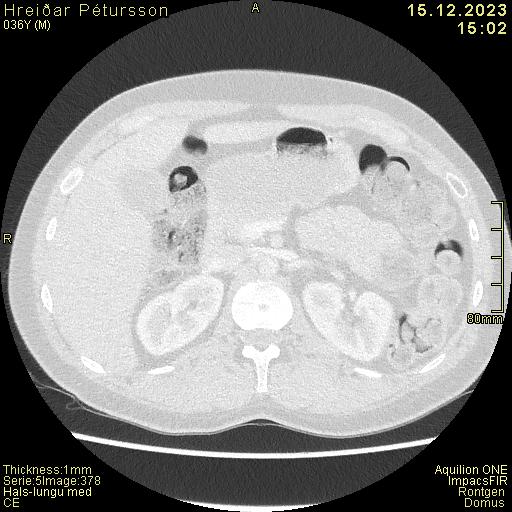 Hreiðar Pétursson
036Y (M)
A
15.12.2023
15:02
R
80mm
Thickness:1mm
Serie:5Image:378
Hals-lungu med
CE
Aquilion ONE
ImpacsFIR
Rontgen
Domus